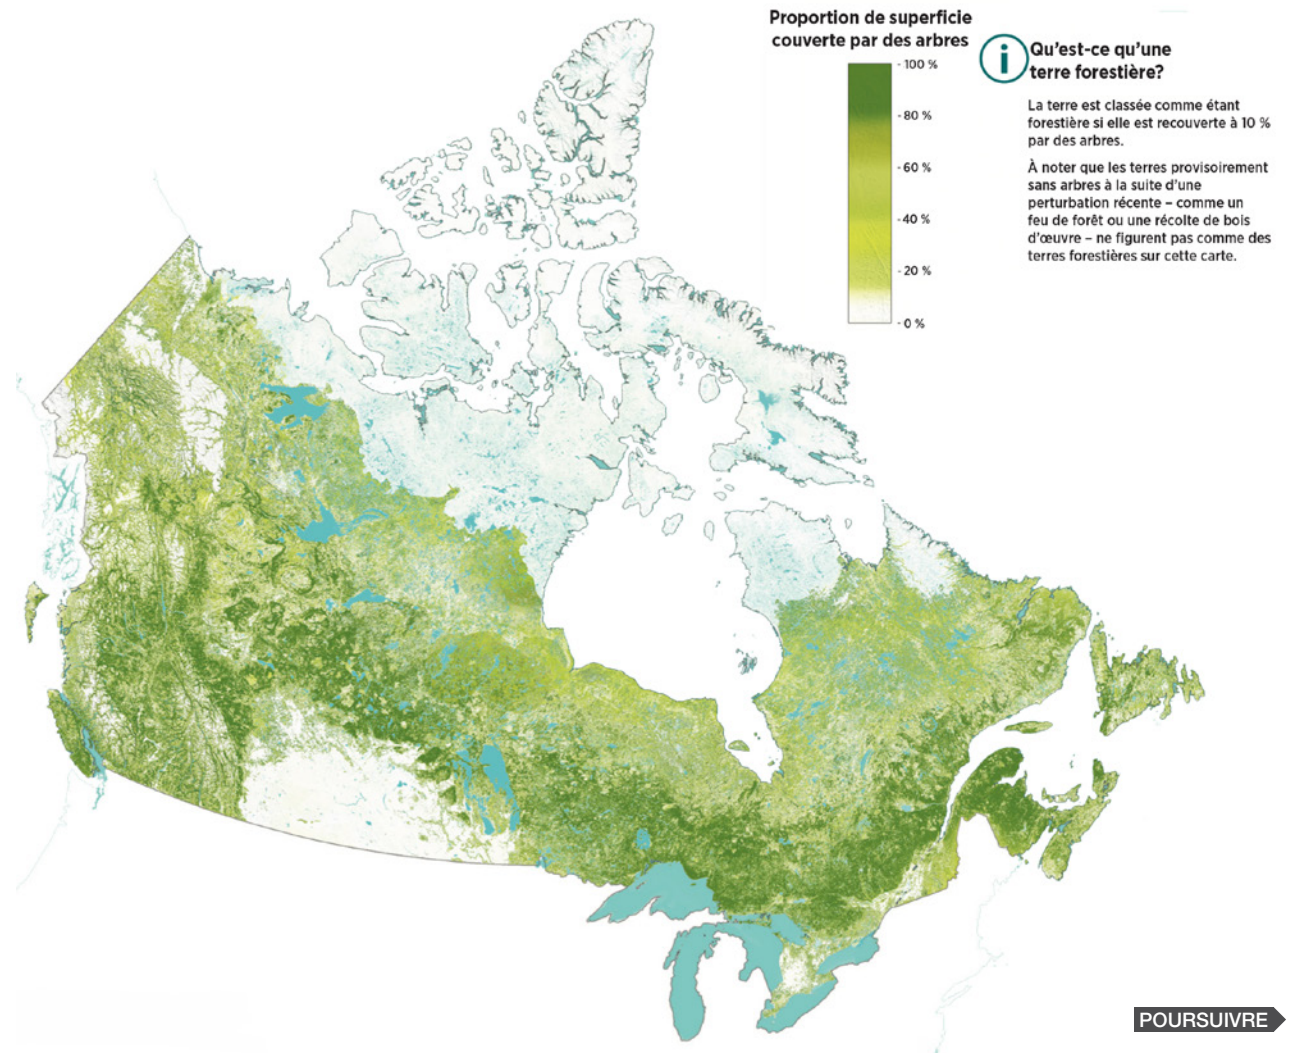 Proportion de superficie
couverte par des arbres
- 100 %
- 80 %
- 60 %
- 40 %
- 20 %
- 0 %
i
Qu’est-ce qu’une
terre forestière?
La terre est classée comme étant
forestière si elle est recouverte à 10 %
par des arbres.
À noter que les terres provisoirement
sans arbres à la suite d’une
perturbation récente – comme un
feu de forêt ou une récolte de bois
d’œuvre – ne figurent pas comme des
terres forestières sur cette carte.
POURSUIVRE